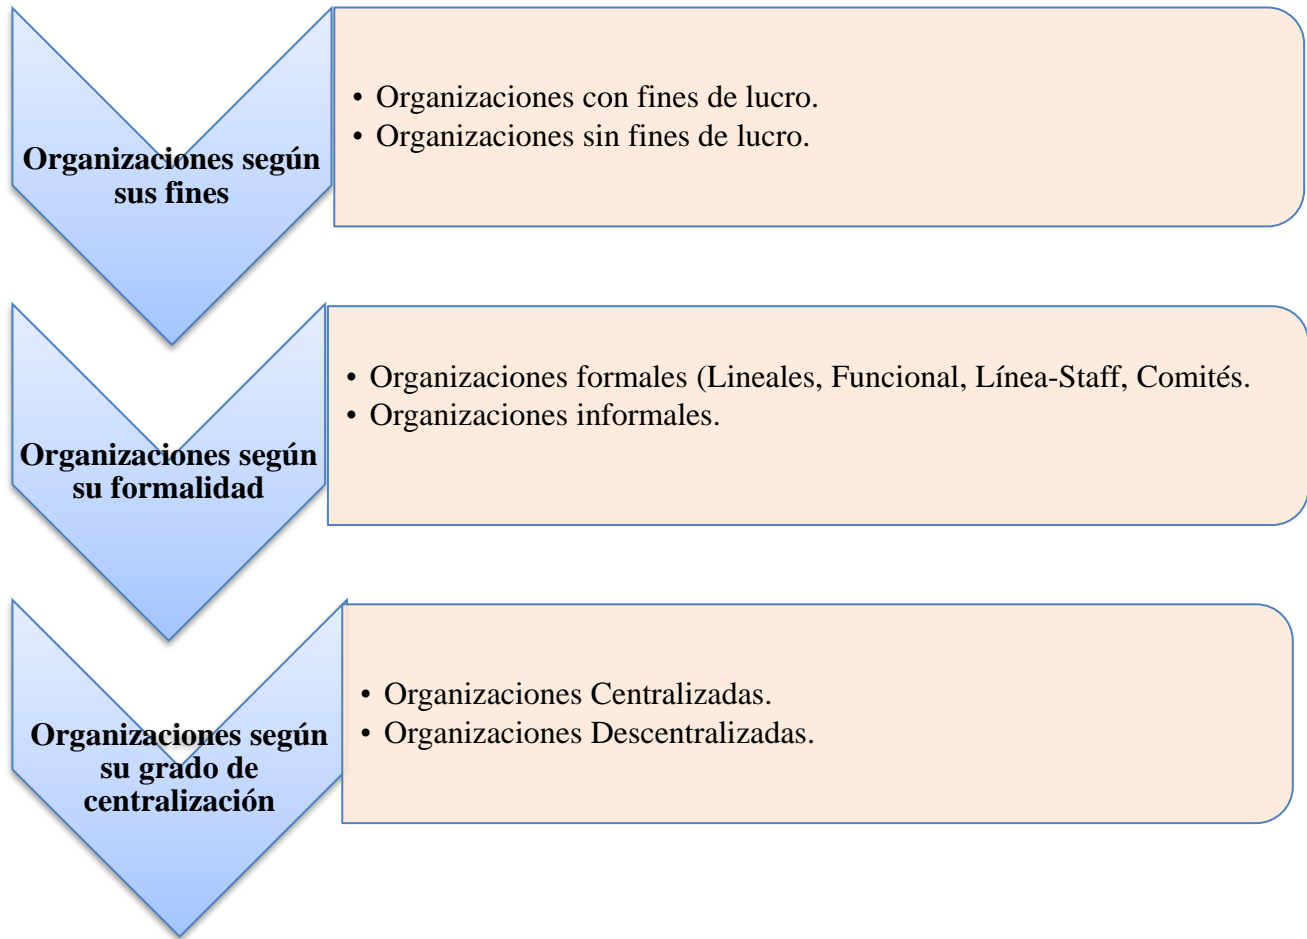 Organizaciones según
sus fines
• Organizaciones con fines de lucro.
• Organizaciones sin fines de lucro.
Organizaciones según
su formalidad
• Organizaciones formales (Lineales, Funcional, Línea-Staff, Comités.
• Organizaciones informales.
Organizaciones según
su grado de
centralización
• Organizaciones Centralizadas.
• Organizaciones Descentralizadas.